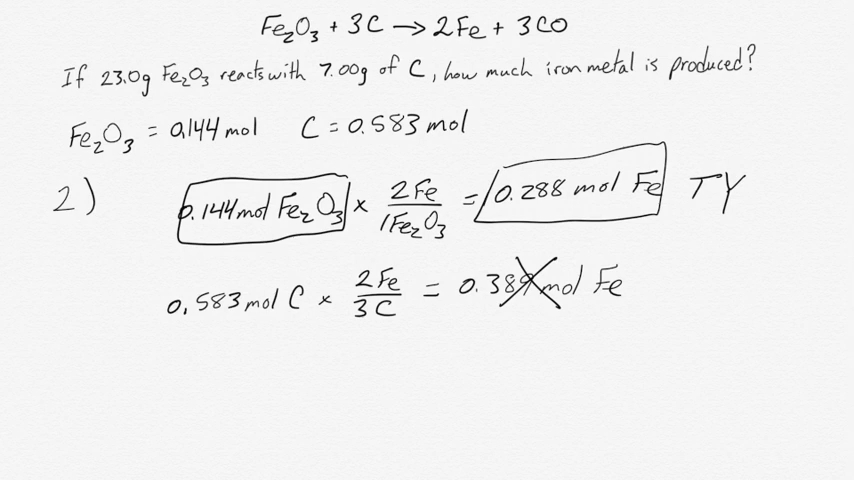 Fe₂O₃ + 3C → 2Fe + 3CO
If 23.0g Fe₂O₃ reacts with 7.00g of C, how much iron metal is produced?
Fe₂O₃ = 0.144 mol C = 0.583 mol
2) 0.144 mol Fe₂O₃ × 2Fe/1Fe₂O₃ = 0.288 mol Fe TY
0.583 mol C × 2Fe/3C = 0.389 mol Fe